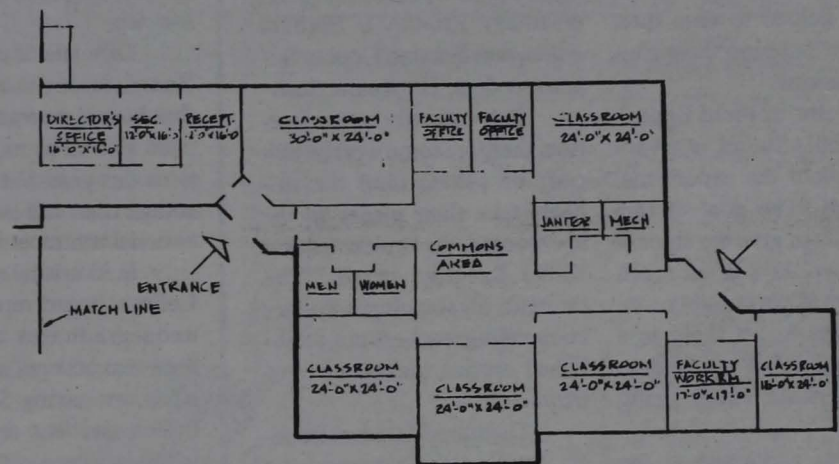 DIRECTOR'S
OFFICE
16'-0"X16'-0"
SEC.
12'-0"X16'-0
RECEPT.
CLASSROOM
30'-0" X 24'-0"
FACULTY
OFFICE
FACULTY
OFFICE
CLASSROOM
24'-0" X 24'-0"
JANITOR
MECH
COMMONS
AREA
ENTRANCE
MEN
WOMEN
MATCH LINE
CLASSROOM
24'-0"X 24'-0"
CLASSROOM
24'-0"X 24'-0"
CLASSROOM
24'-0"X 24'-0"
FACULTY
WORK RM
CLASSROOM
16'-0"X 24'-0"